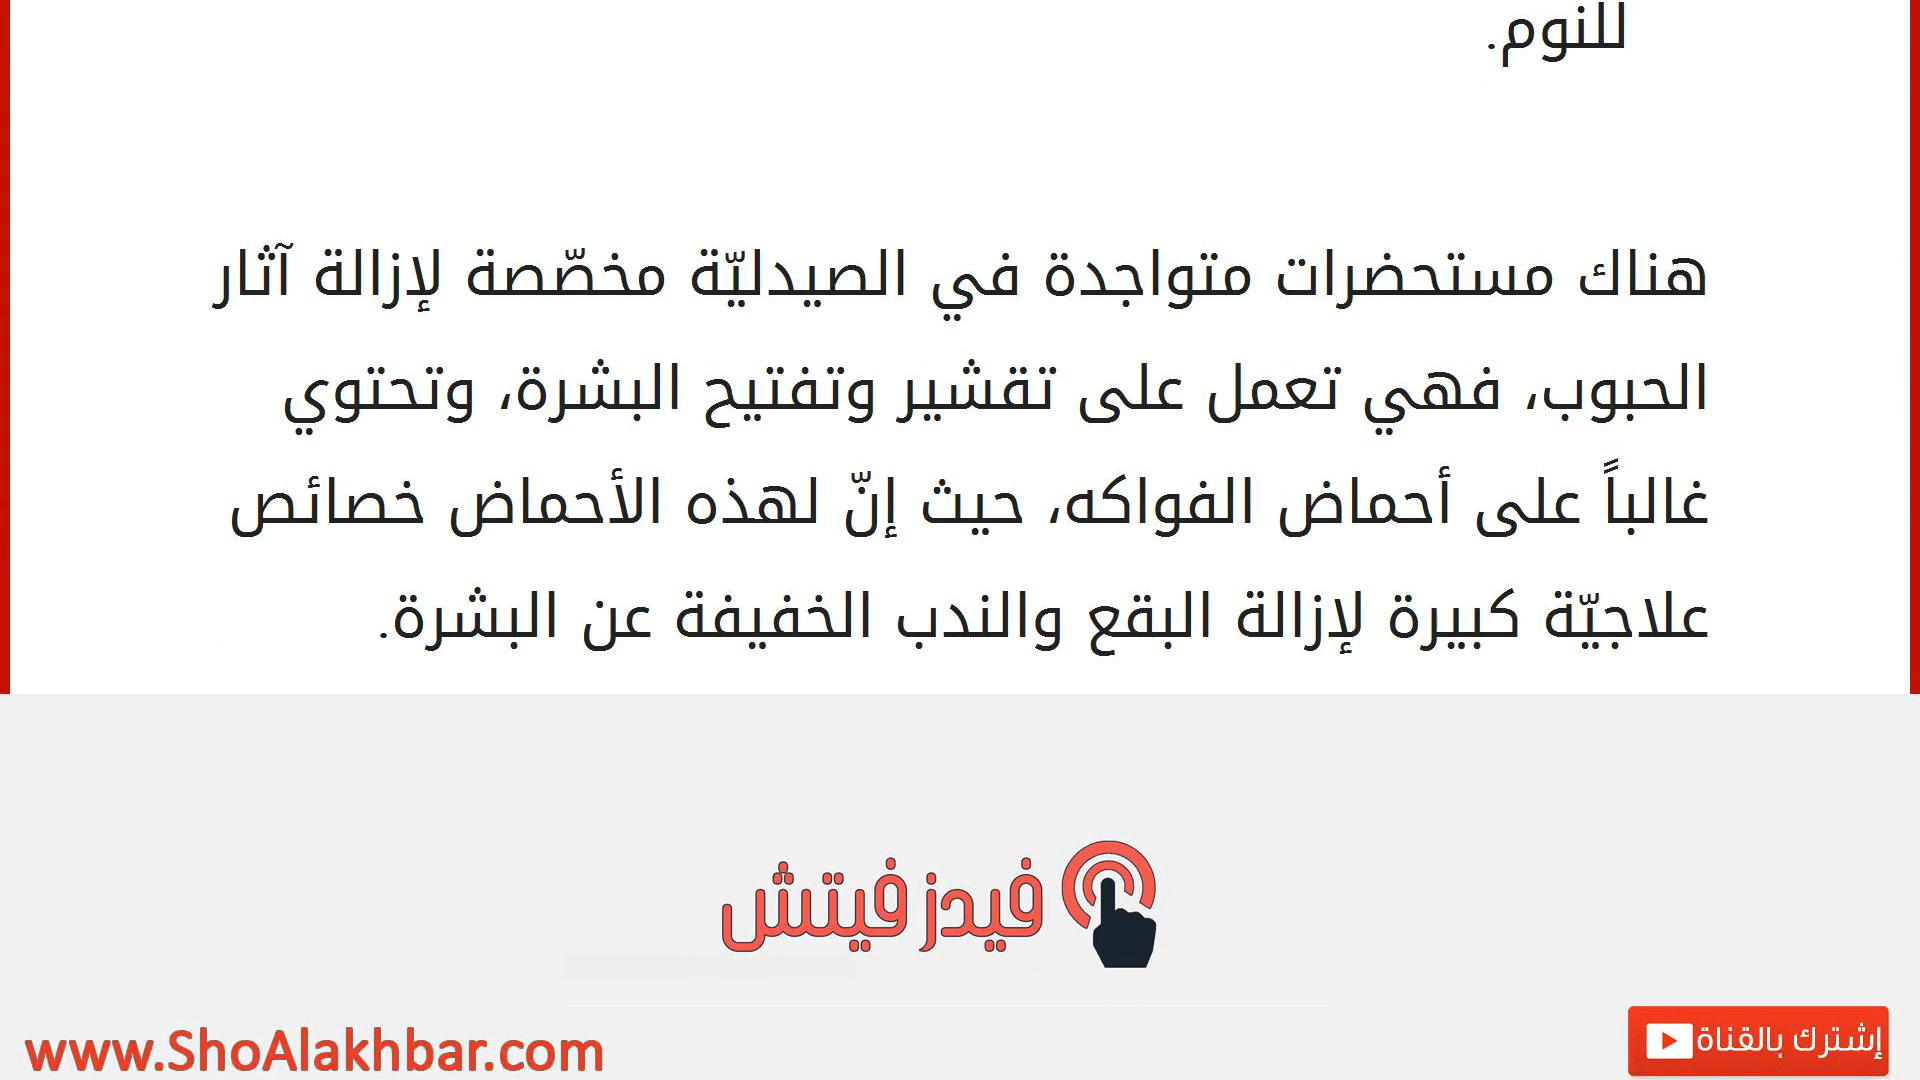 للنوم.
هناك مستحضرات متواجدة في الصيدليّة مخصّصة لإزالة آثار
الحبوب، فهي تعمل على تقشير وتفتيح البشرة، وتحتوي
غالباً على أحماض الفواكه، حيث إنّ لهذه الأحماض خصائص
علاجيّة كبيرة لإزالة البقع والندب الخفيفة عن البشرة.
فيدز فيتش
www.ShoAlakhbar.com
إشترك بالقناة